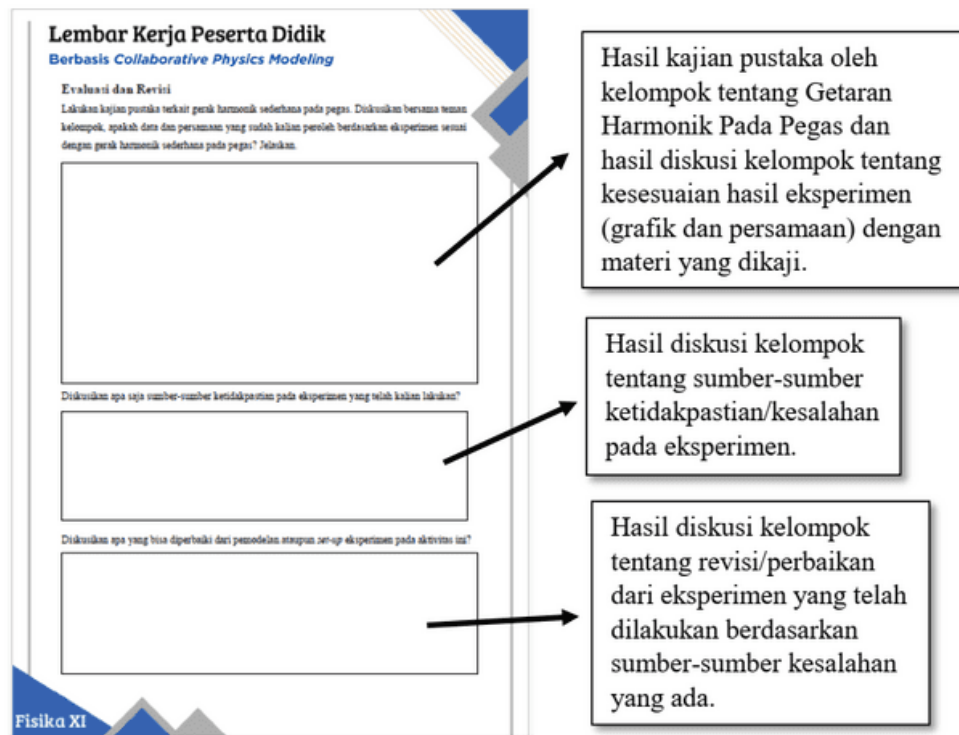 Lembar Kerja Peserta Didik
Berbasis Collaborative Physics Modeling
Evaluasi dan Revisi
Lakukan kajian pustaka terkait gerak harmonik sederhana pada pegas. Diskusikan bersama teman
kelompok, apakah data dan persamaan yang sudah kalian peroleh berdasarkan eksperimen sesuai
dengan gerak harmonik sederhana pada pegas? Jelaskan.
Diskusikan apa saja sumber-sumber ketidakpastian pada eksperimen yang telah kalian lakukan?
Diskusikan apa yang bisa diperbaiki dari pemodelan ataupun set-up eksperimen pada aktivitas ini?
Fisika XI
Hasil kajian pustaka oleh
kelompok tentang Getaran
Harmonik Pada Pegas dan
hasil diskusi kelompok tentang
kesesuaian hasil eksperimen
(grafik dan persamaan) dengan
materi yang dikaji.
Hasil diskusi kelompok
tentang sumber-sumber
ketidakpastian/kesalahan
pada eksperimen.
Hasil diskusi kelompok
tentang revisi/perbaikan
dari eksperimen yang telah
dilakukan berdasarkan
sumber-sumber kesalahan
yang ada.